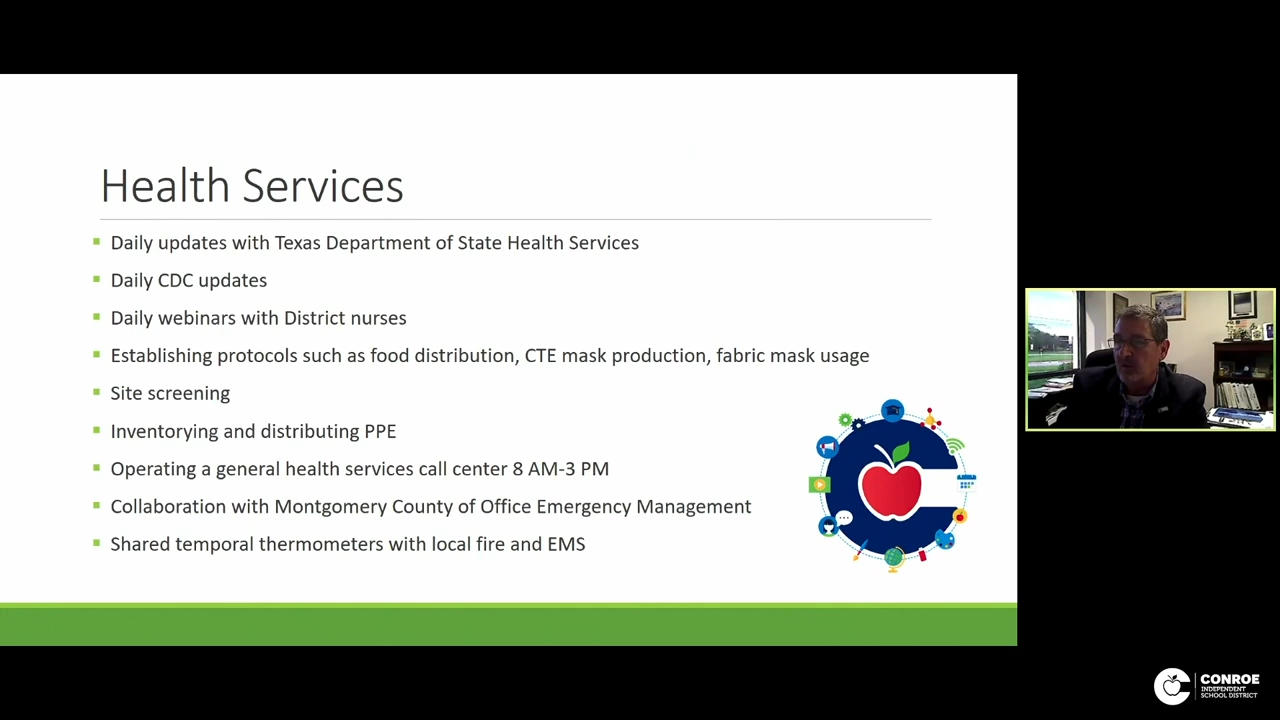 Health Services
Daily updates with Texas Department of State Health Services
Daily CDC updates
Daily webinars with District nurses
Establishing protocols such as food distribution, CTE mask production, fabric mask usage
Site screening
Inventorying and distributing PPE
Operating a general health services call center 8 AM-3 PM
Collaboration with Montgomery County of Office Emergency Management
Shared temporal thermometers with local fire and EMS
CONROE
INDEPENDENT
SCHOOL DISTRICT